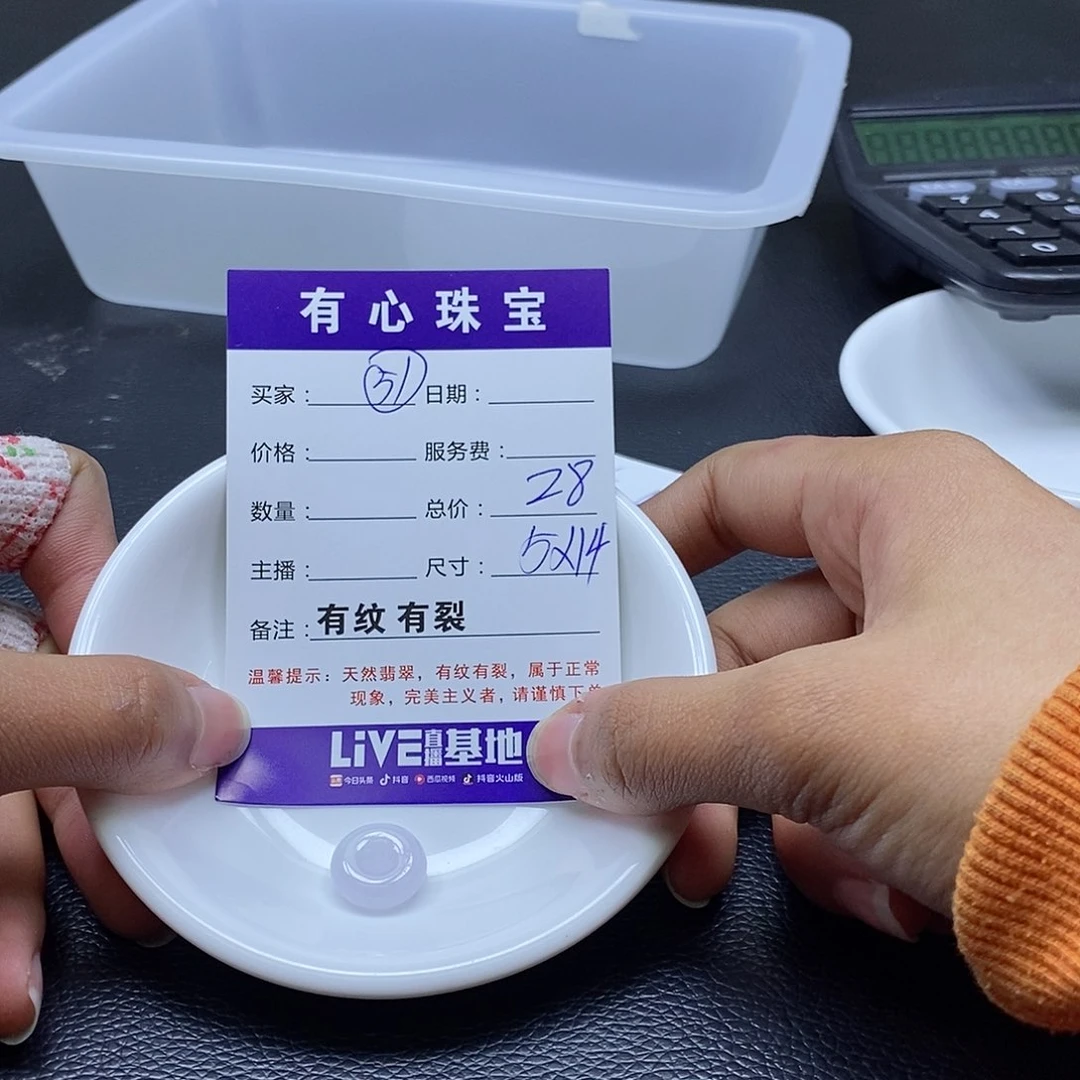 有心珠宝
买家： 51 日期：
价格： 服务费：
数量： 总价： 28
主播： 尺寸： 5x14
备注： 有纹 有裂
温馨提示：天然翡翠，有纹有裂，属于正常
现象，完美主义者，请谨慎下单
LiVE直播基地
今日头条 抖音 西瓜视频 抖音火山版